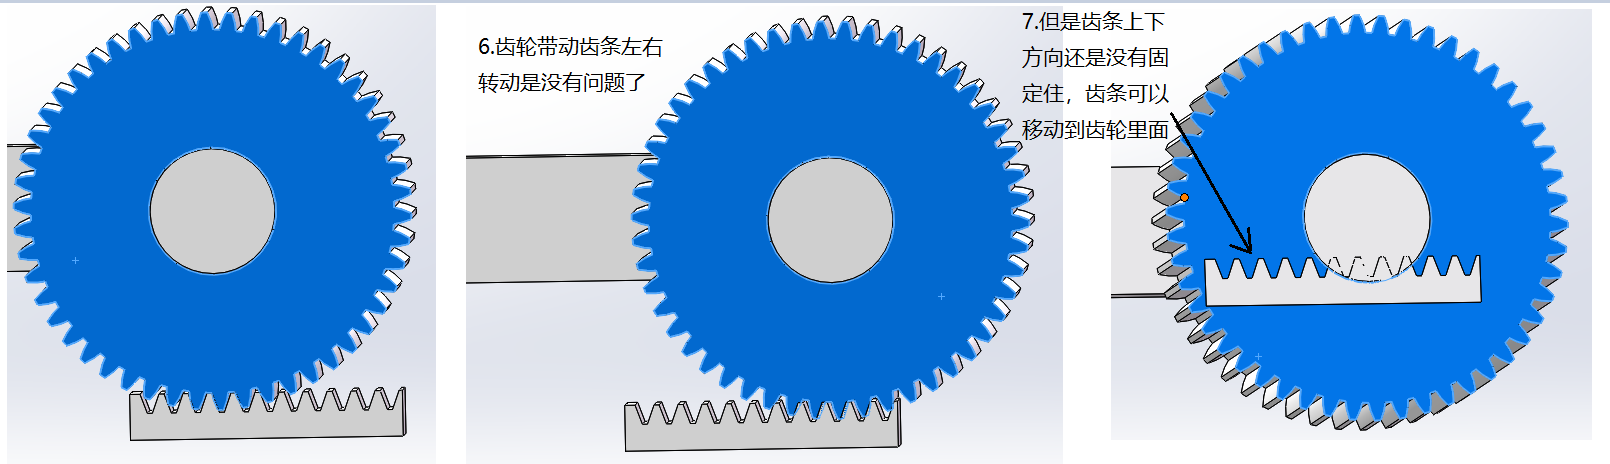 6.齿轮带动齿条左右
转动是没有问题了
7.但是齿条上下
方向还是没有固
定住，齿条可以
移动到齿轮里面